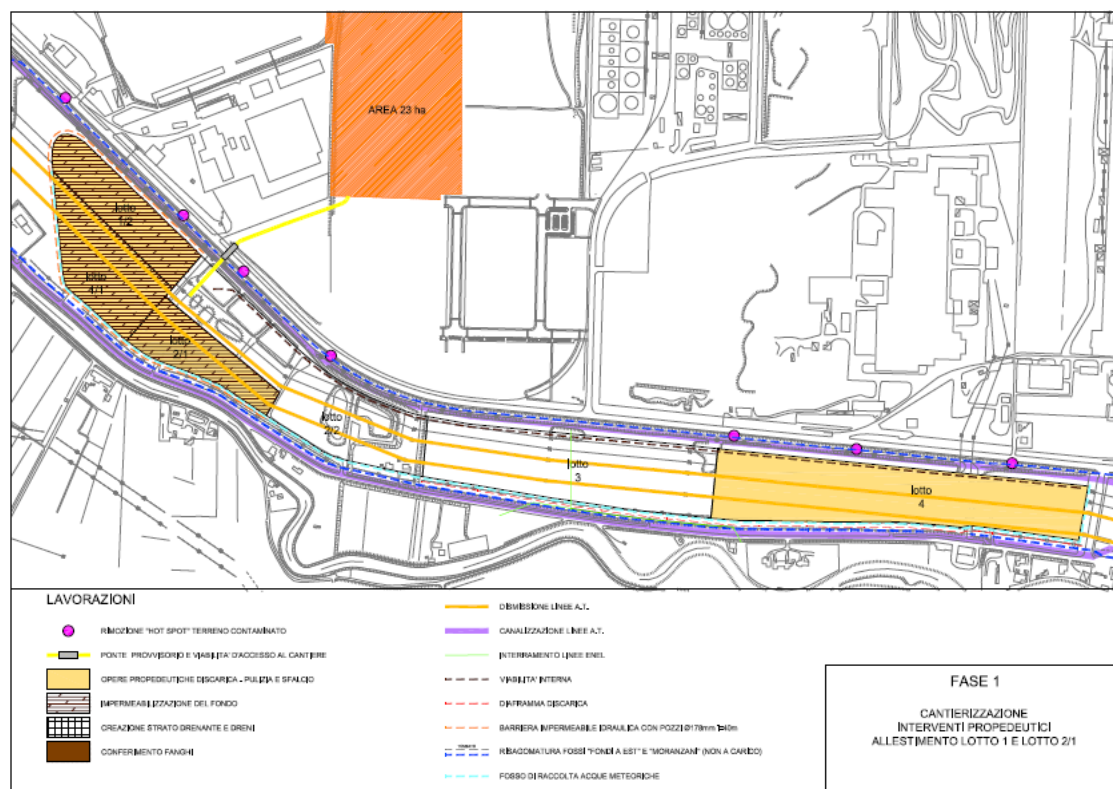 AREA 23 ha
lotto
1/2
lotto
4/1
lotto
2/1
lotto
2/2
lotto
3
lotto
4
LAVORAZIONI
RIMOZIONE "HOT SPOT" TERRENO CONTAMINATO
PONTE PROVVISORIO E VIABILITA' D'ACCESSO AL CANTIERE
OPERE PROPEDEUTICHE DISCARICA - PULIZIA E SFALCIO
IMPERMEABILIZZAZIONE DEL FONDO
CREAZIONE STRATO DRENANTE E DRENI
CONFERIMENTO FANGHI
DISMISSIONE LINEE A.T.
CANALIZZAZIONE LINEE A.T.
INTERRAMENTO LINEE ENEL
VIABILITA' INTERNA
DIAFRAMMA DISCARICA
BARRIERA IMPERMEABILE IDRAULICA CON POZZI Ø178mm
RISAGOMATURA FOSSI "FONDI A EST" E "MORANZANI" (NON A CARICO)
FOSSO DI RACCOLTA ACQUE METEORICHE
FASE 1
CANTIERIZZAZIONE
INTERVENTI PROPEDEUTICI
ALLESTIMENTO LOTTO 1 E LOTTO 2/1